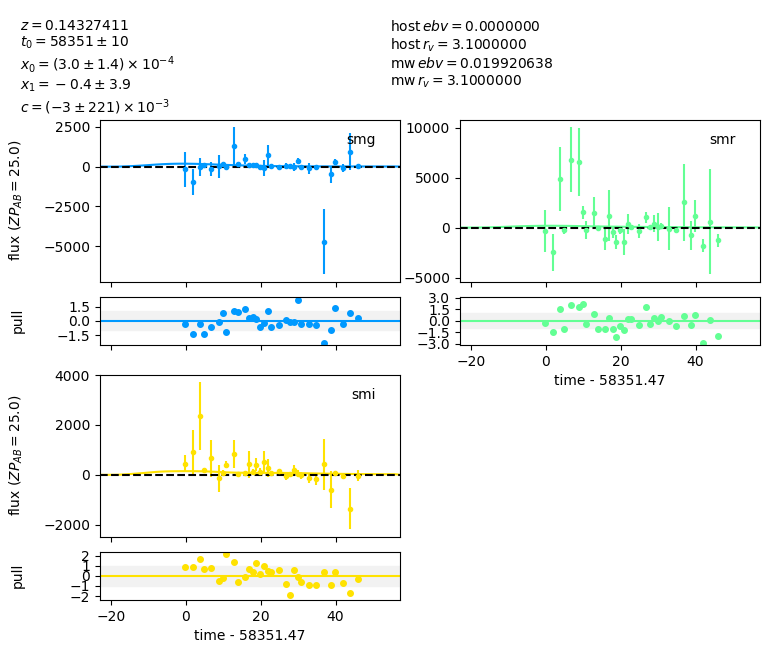 z = 0.14327411
t₀ = 58351 ± 10
x₀ = (3.0 ± 1.4) × 10⁻⁴
x₁ = −0.4 ± 3.9
c = (−3 ± 221) × 10⁻³
host ebv = 0.0000000
host r_v = 3.1000000
mw ebv = 0.019920638
mw r_v = 3.1000000
flux (ZP_AB = 25.0)
2500
0
−2500
−5000
smg
10000
5000
0
−5000
smr
pull
1.5
0.0
−1.5
3.0
1.5
0.0
−1.5
−3.0
−20
0
20
40
time - 58351.47
flux (ZP_AB = 25.0)
4000
2000
0
−2000
smi
pull
2
1
0
−1
−2
−20
0
20
40
time - 58351.47